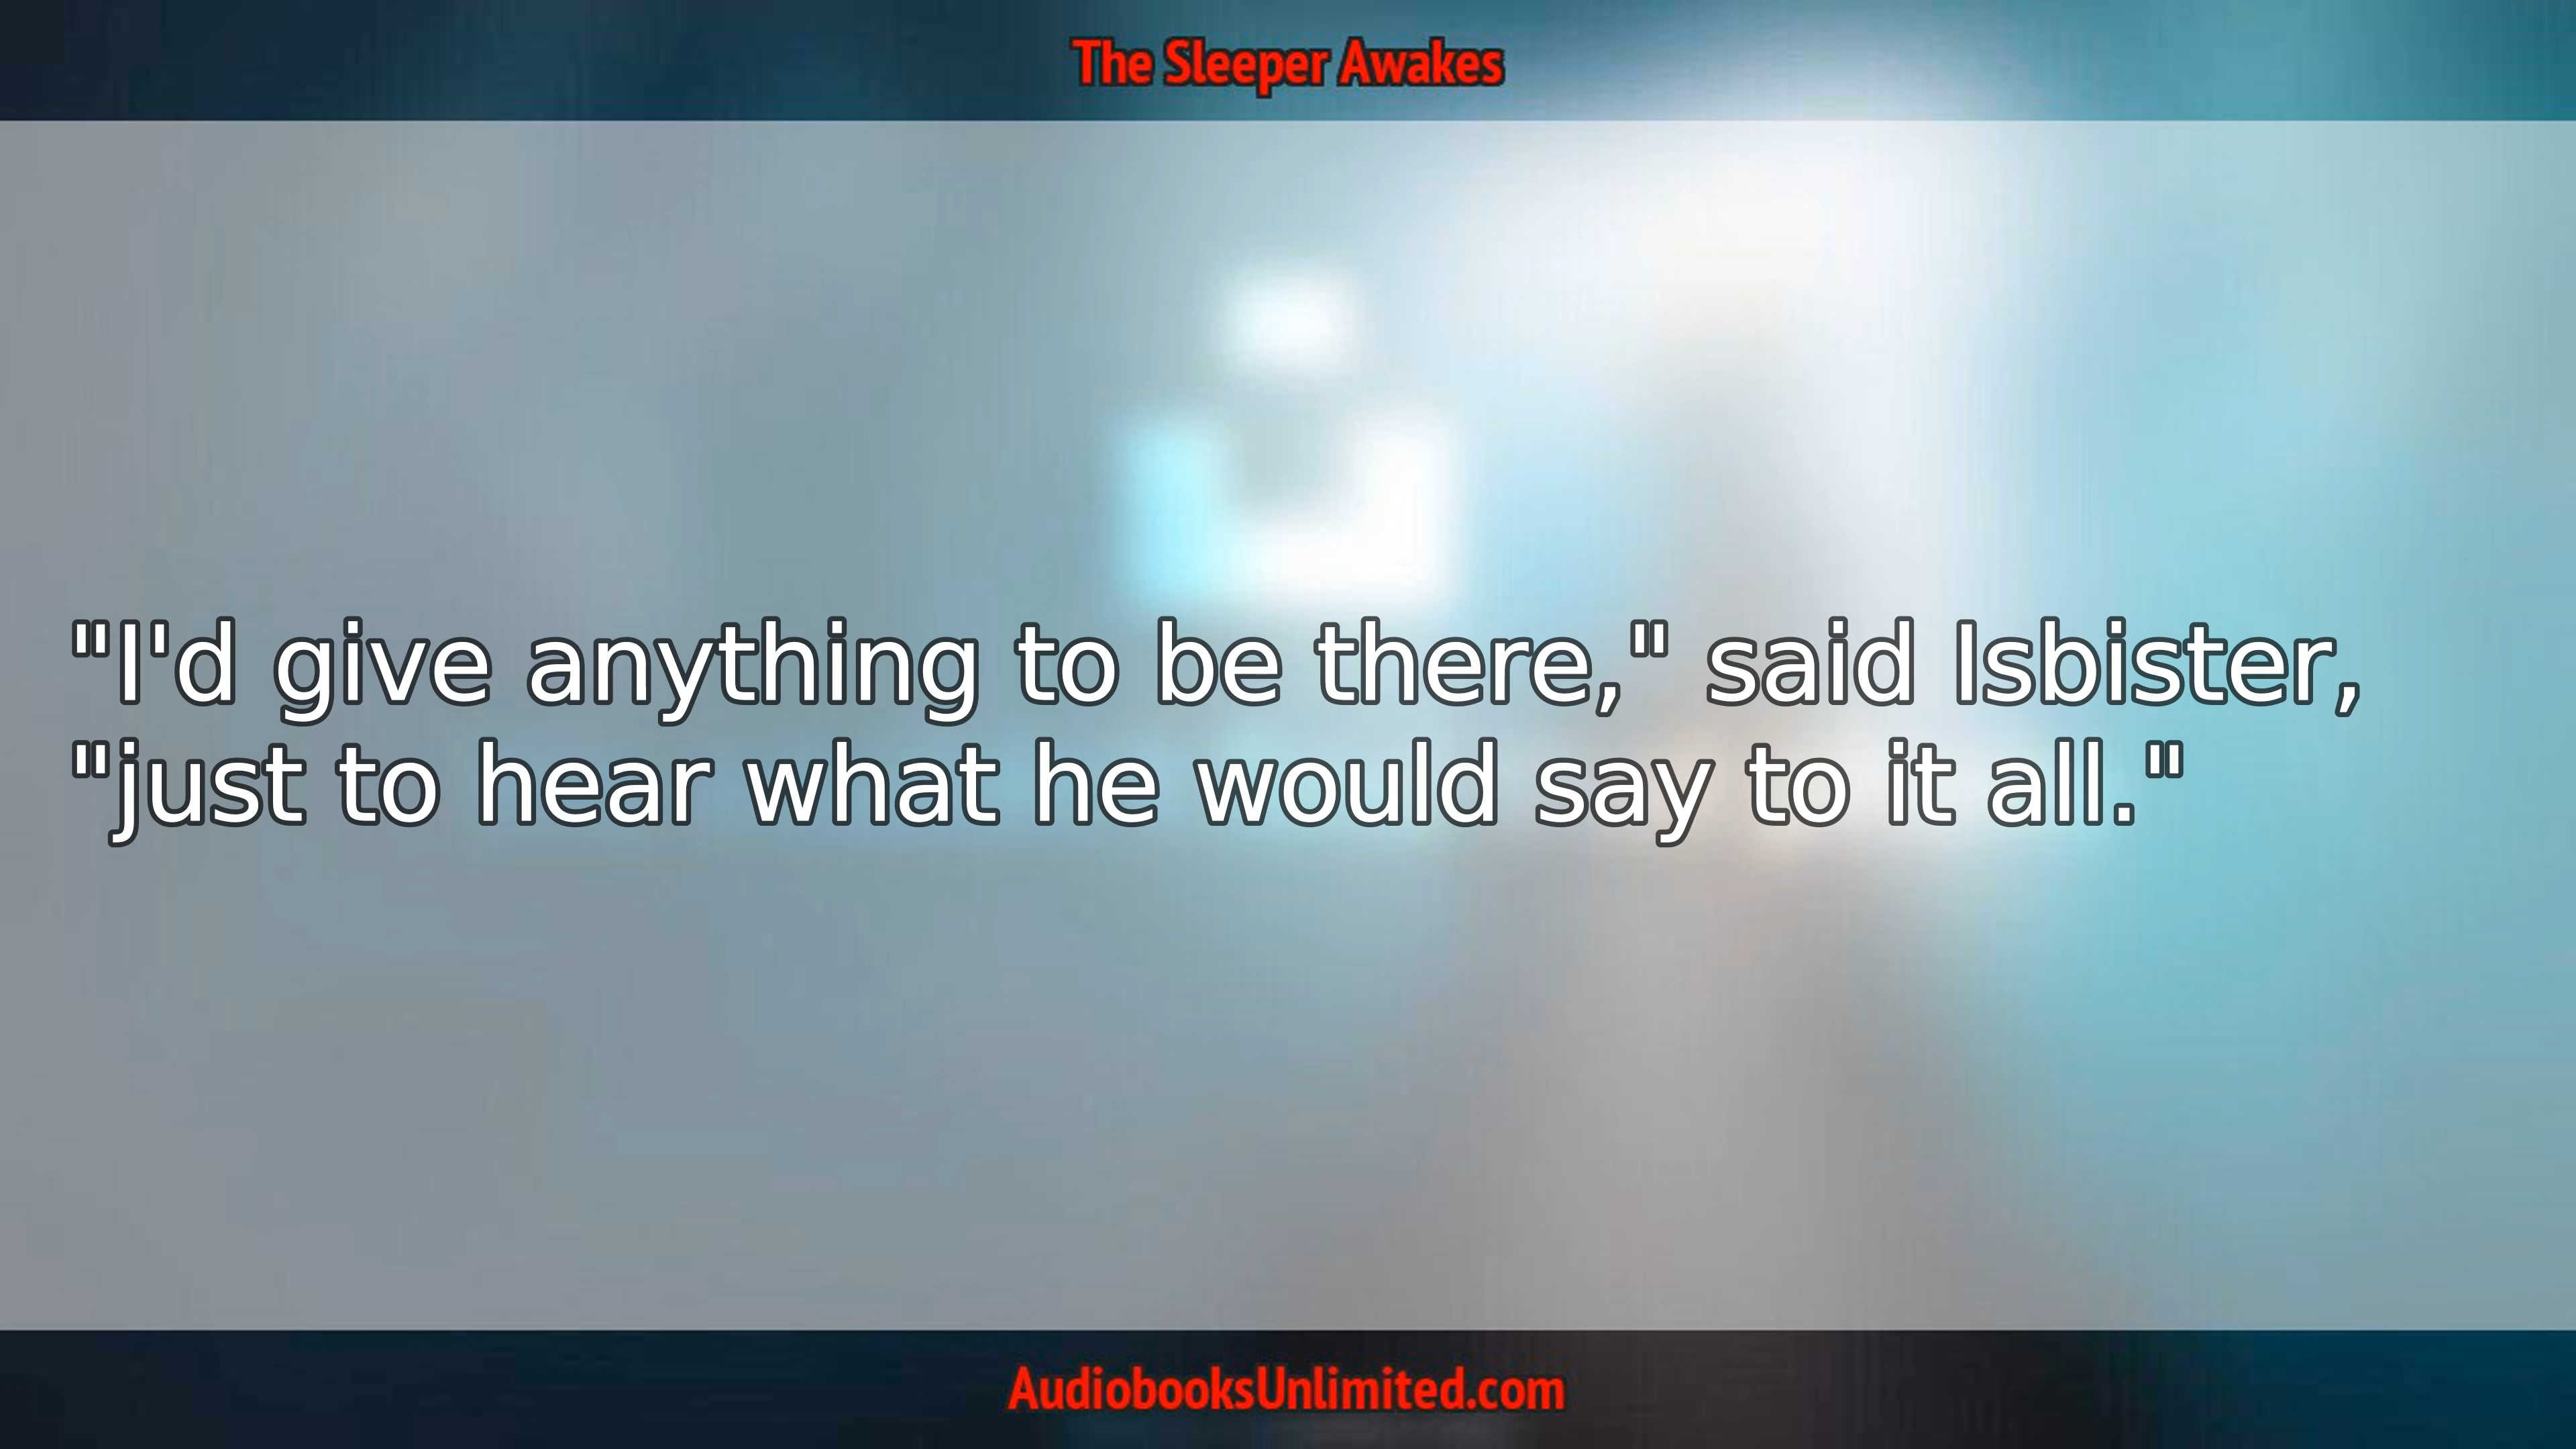 The Sleeper Awakes
"I'd give anything to be there," said Isbister,
"just to hear what he would say to it all."
AudiobooksUnlimited.com